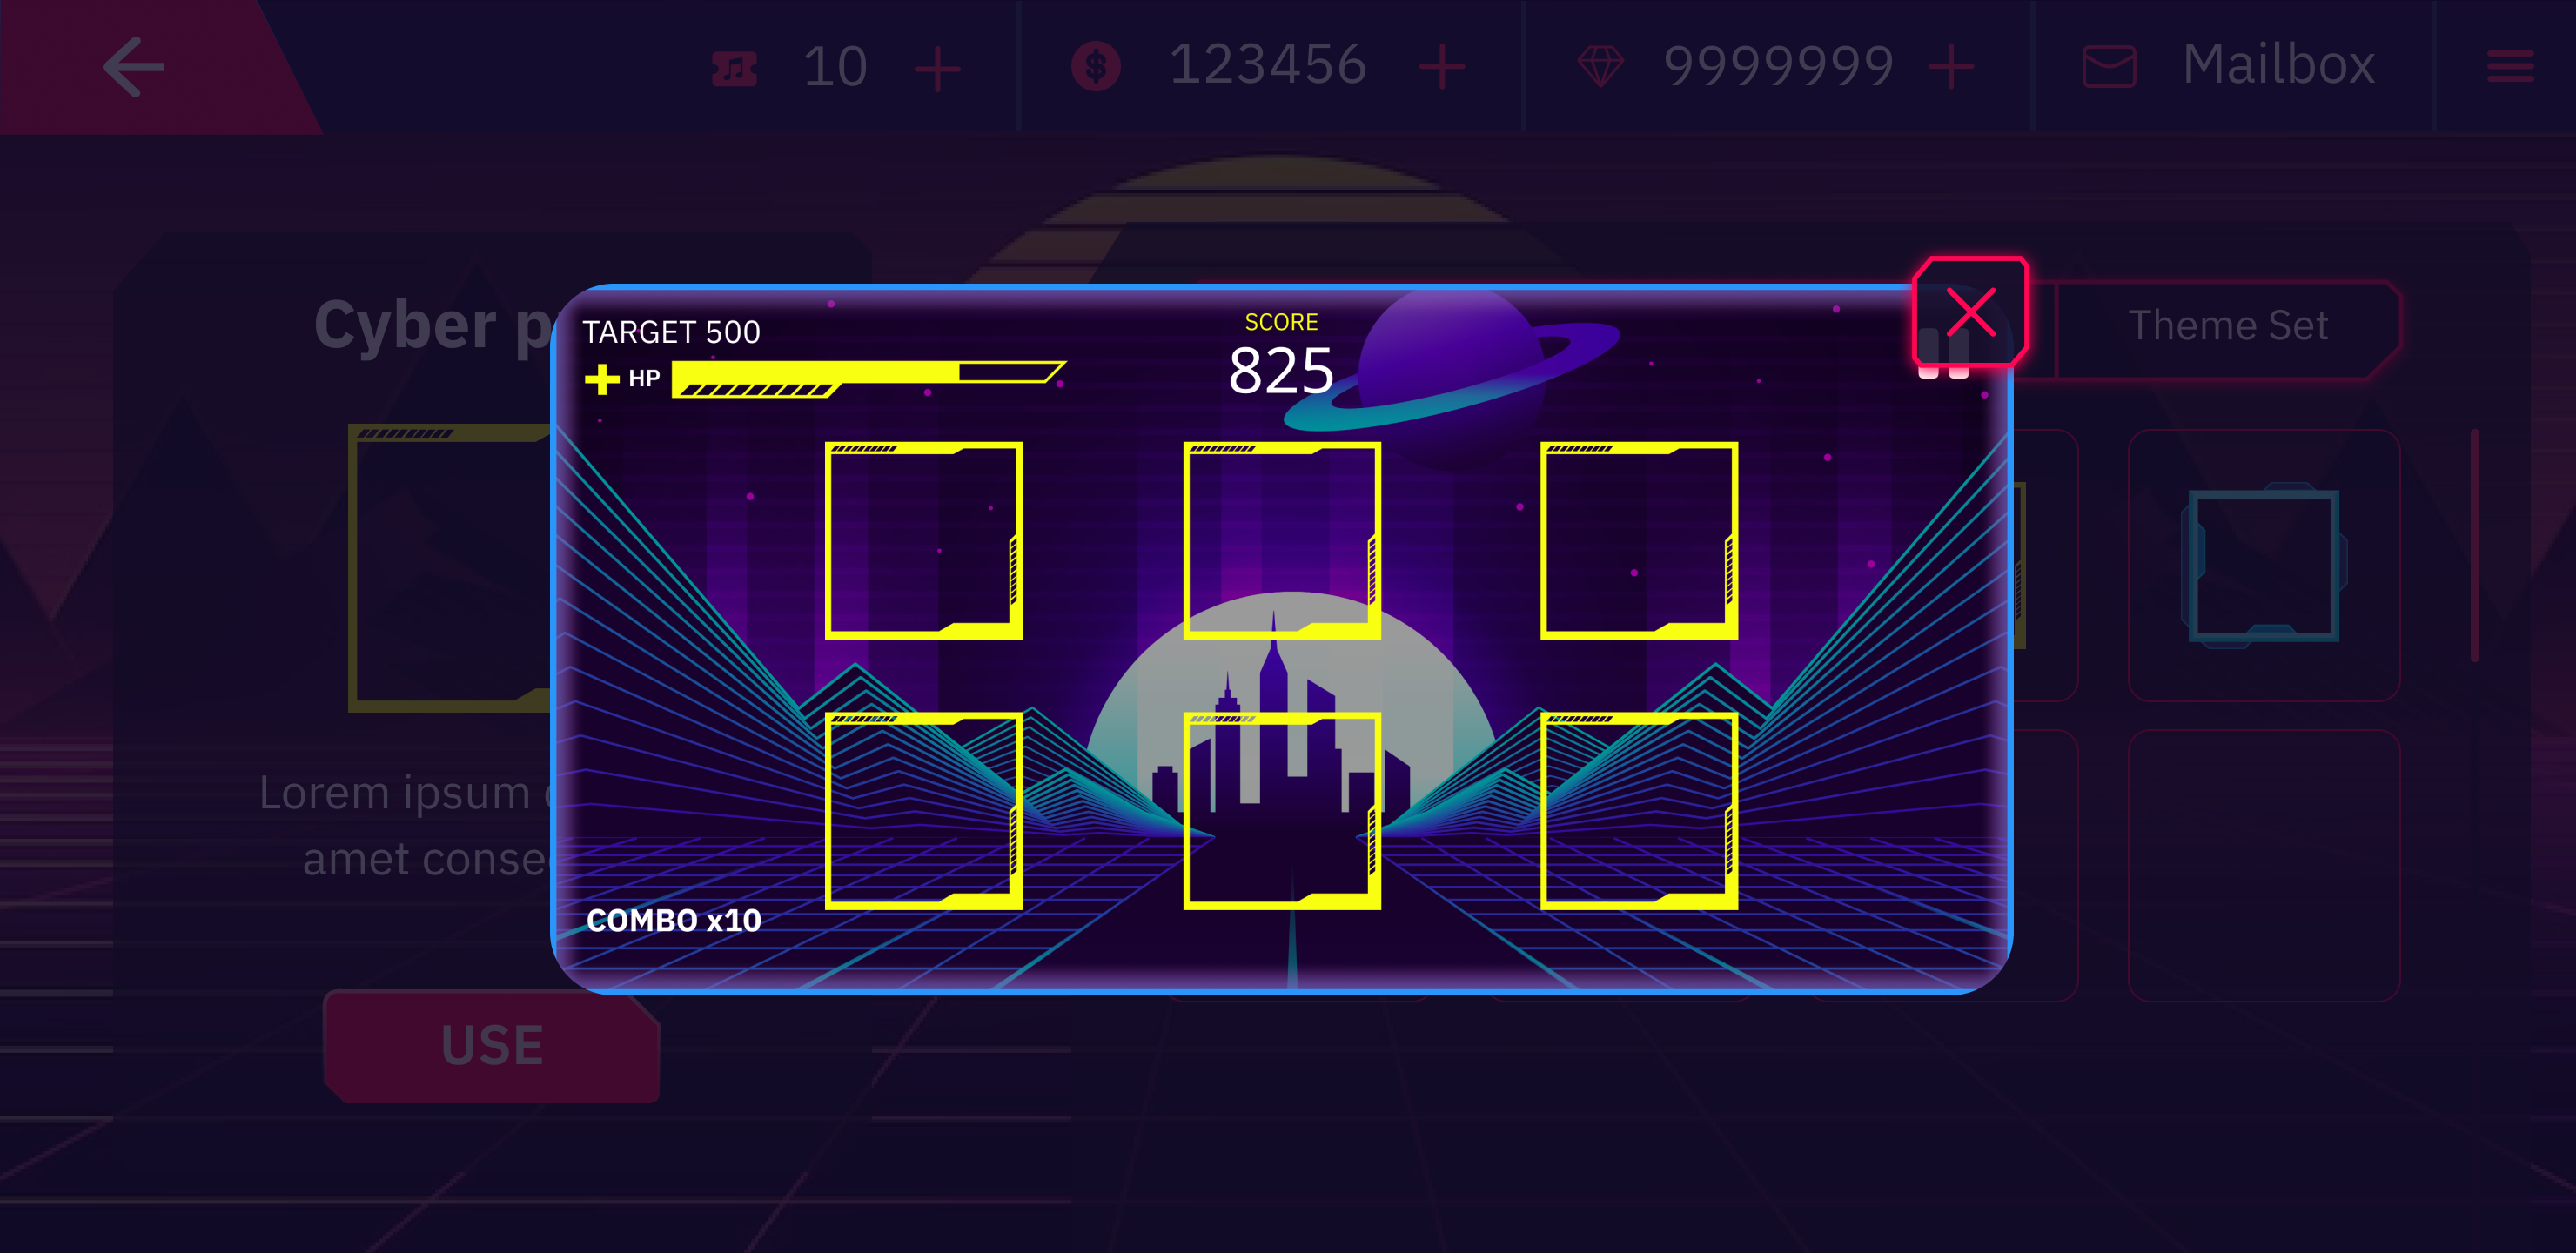 10
123456
9999999
Mailbox
Cyber p
Theme Set
TARGET 500
HP
SCORE
825
Lorem ipsum
amet conse
COMBO x10
USE